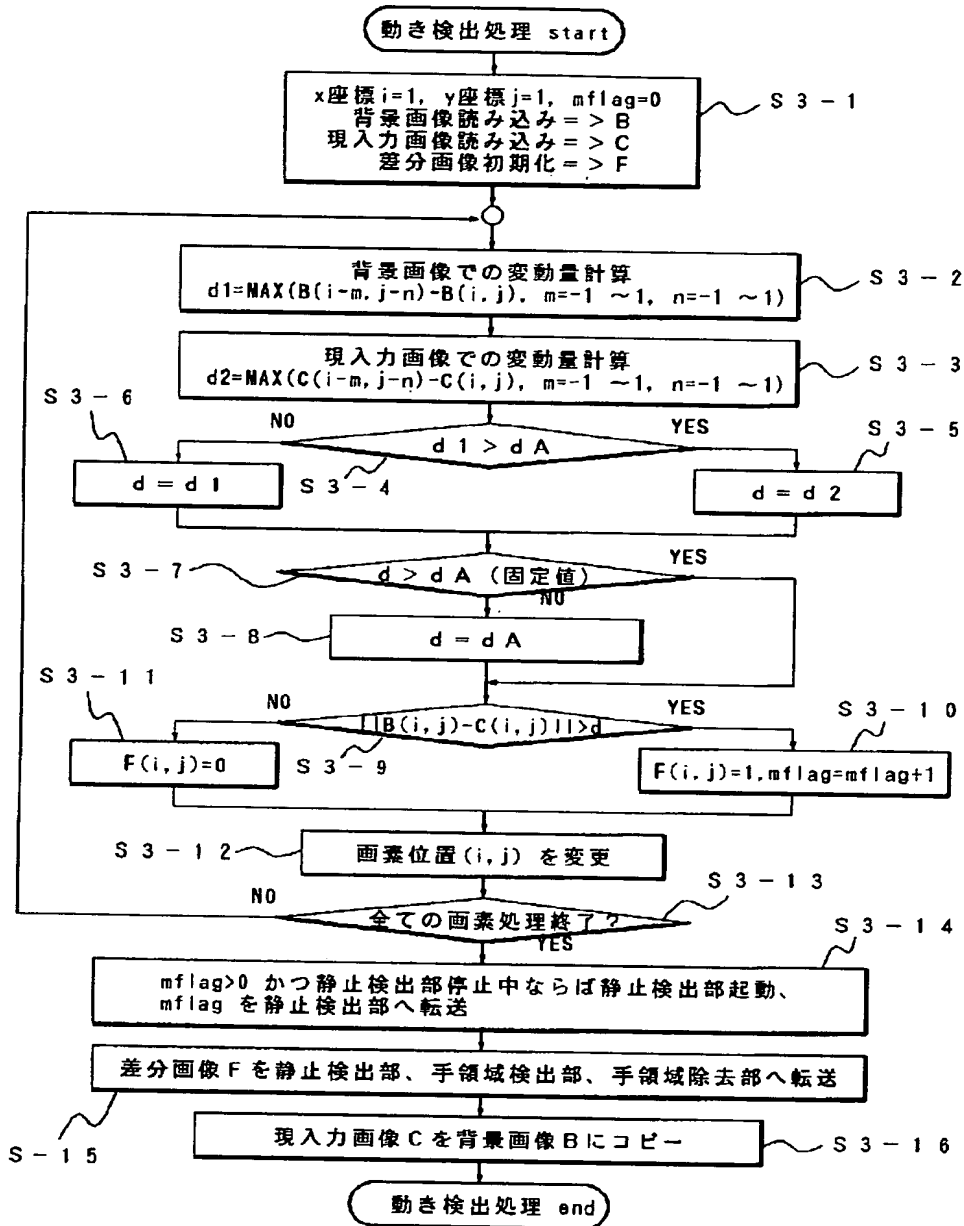 動き検出処理 start
x座標i=1, y座標j=1, mflag=0
背景画像読み込み=>B
現入力画像読み込み=>C
差分画像初期化=>F
S3-1
背景画像での変動量計算
d1=MAX(B(i-m,j-n)-B(i,j), m=-1 ~1, n=-1 ~1)
S3-2
現入力画像での変動量計算
d2=MAX(C(i-m,j-n)-C(i,j), m=-1 ~1, n=-1 ~1)
S3-3
S3-6
NO
d1>dA
YES
S3-5
d=d1
S3-4
d=d2
S3-7
d>dA(固定値)
YES
NO
S3-8
d=dA
S3-11
NO
||B(i,j)-C(i,j)||>d
YES
S3-10
F(i,j)=0
S3-9
F(i,j)=1,mflag=mflag+1
S3-12
画素位置(i,j)を変更
NO
全ての画素処理終了?
S3-13
YES
S3-14
mflag>0 かつ静止検出部停止中ならば静止検出部起動、
mflag を静止検出部へ転送
差分画像Fを静止検出部、手領域検出部、手領域除去部へ転送
S-15
現入力画像Cを背景画像Bにコピー
S3-16
動き検出処理 end